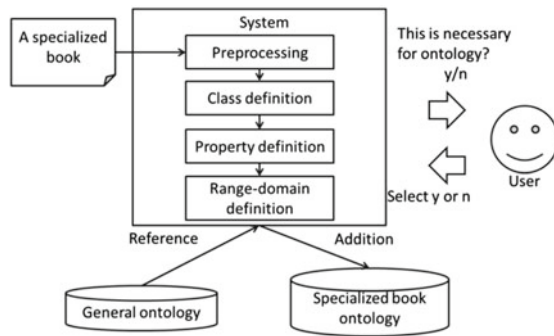 System
A specialized
book
Preprocessing
Class definition
Property definition
Range-domain
definition
This is necessary
for ontology?
y/n
User
Select y or n
Reference
Addition
General ontology
Specialized book
ontology